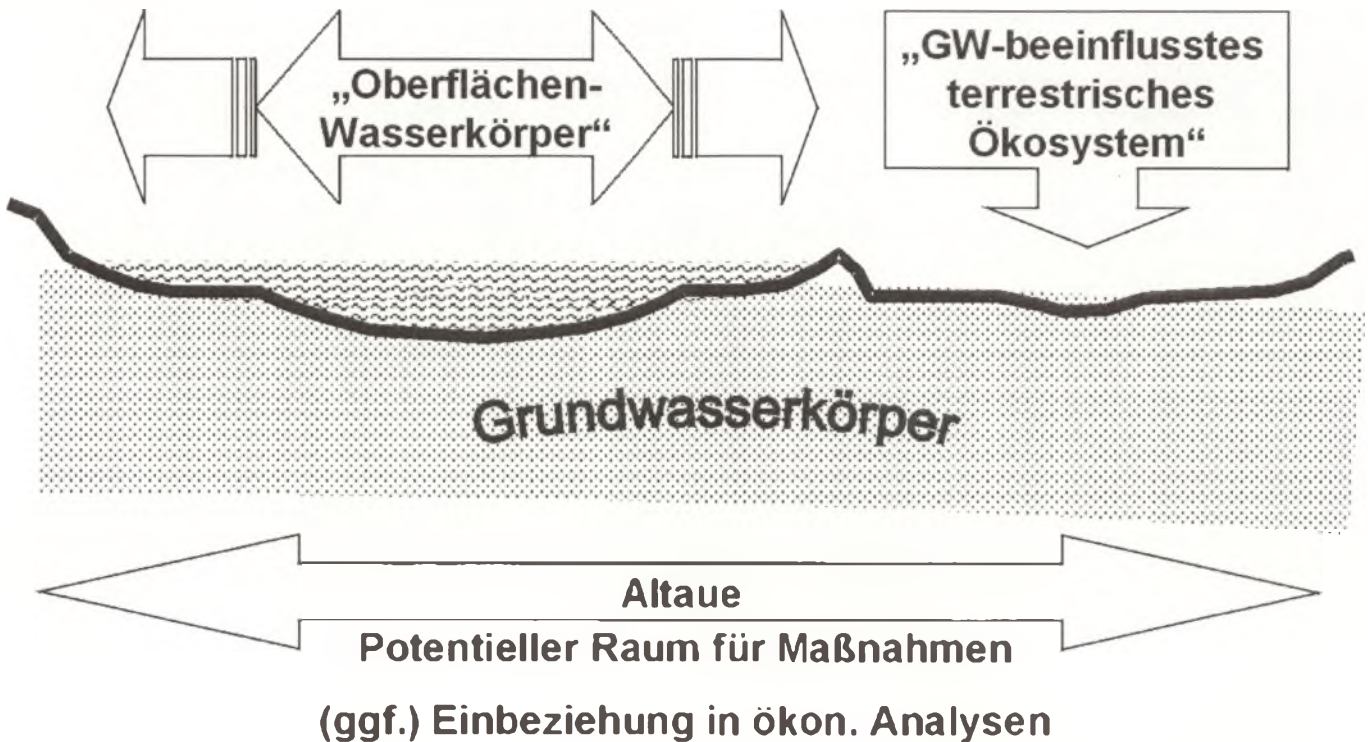 „Oberflächen-
Wasserkörper“
„GW-beeinflusstes
terrestrisches
Ökosystem“
Grundwasserkörper
Altaue
Potentieller Raum für Maßnahmen
(ggf.) Einbeziehung in ökon. Analysen